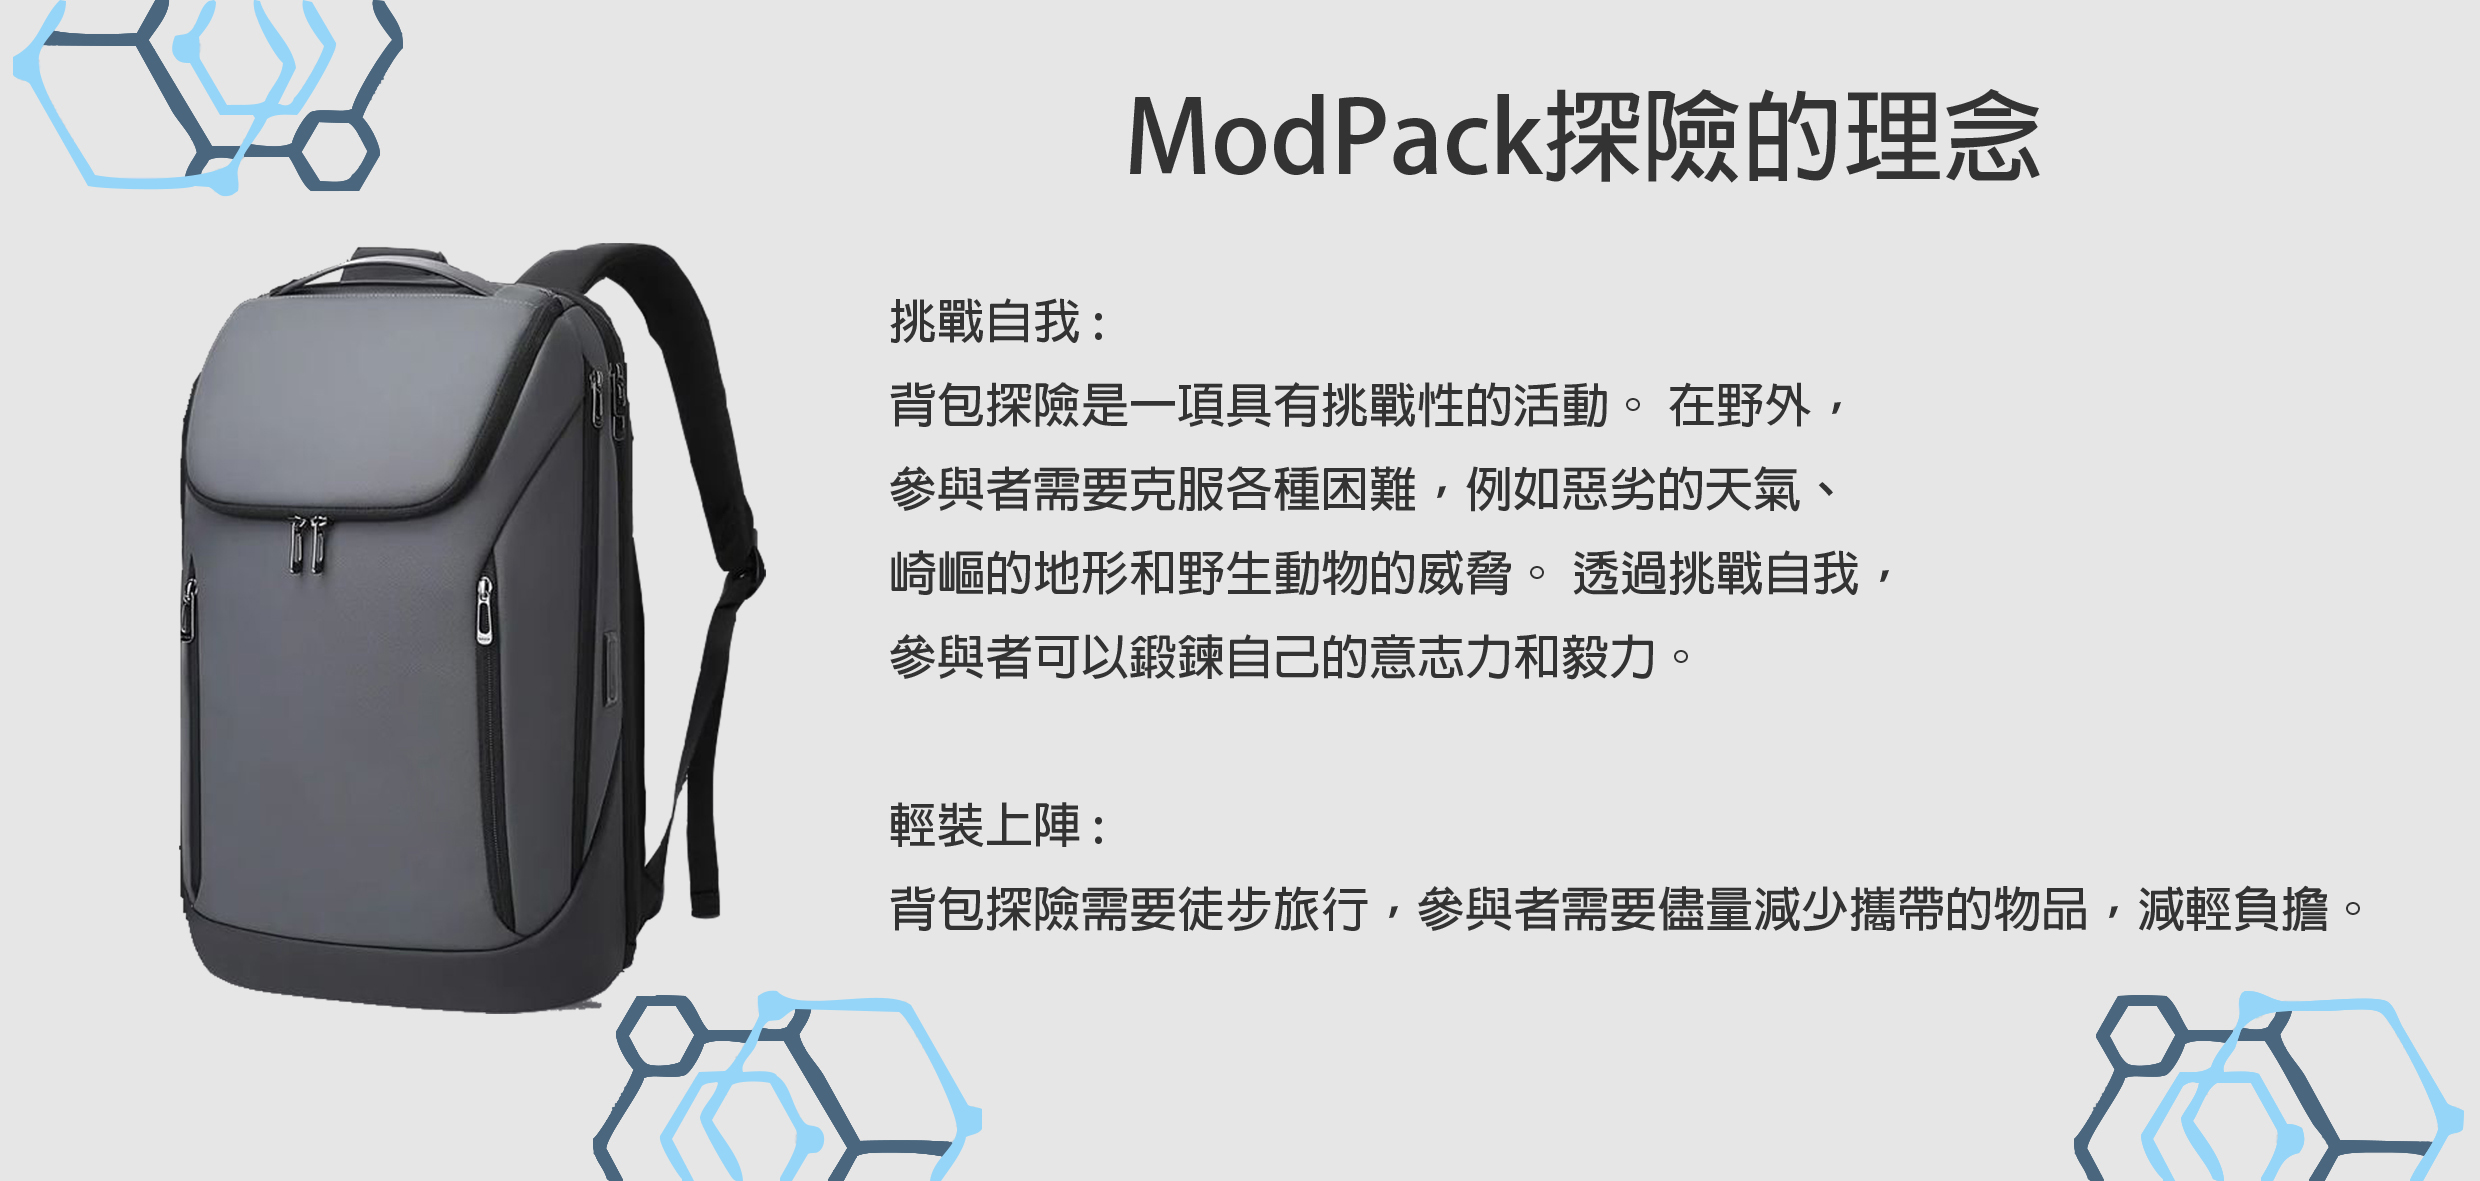 ModPack探險的理念
挑戰自我：
背包探險是一項具有挑戰性的活動。 在野外，
參與者需要克服各種困難，例如惡劣的天氣、
崎嶇的地形和野生動物的威脅。 透過挑戰自我，
參與者可以鍛鍊自己的意志力和毅力。
輕裝上陣：
背包探險需要徒步旅行，參與者需要儘量減少攜帶的物品，減輕負擔。